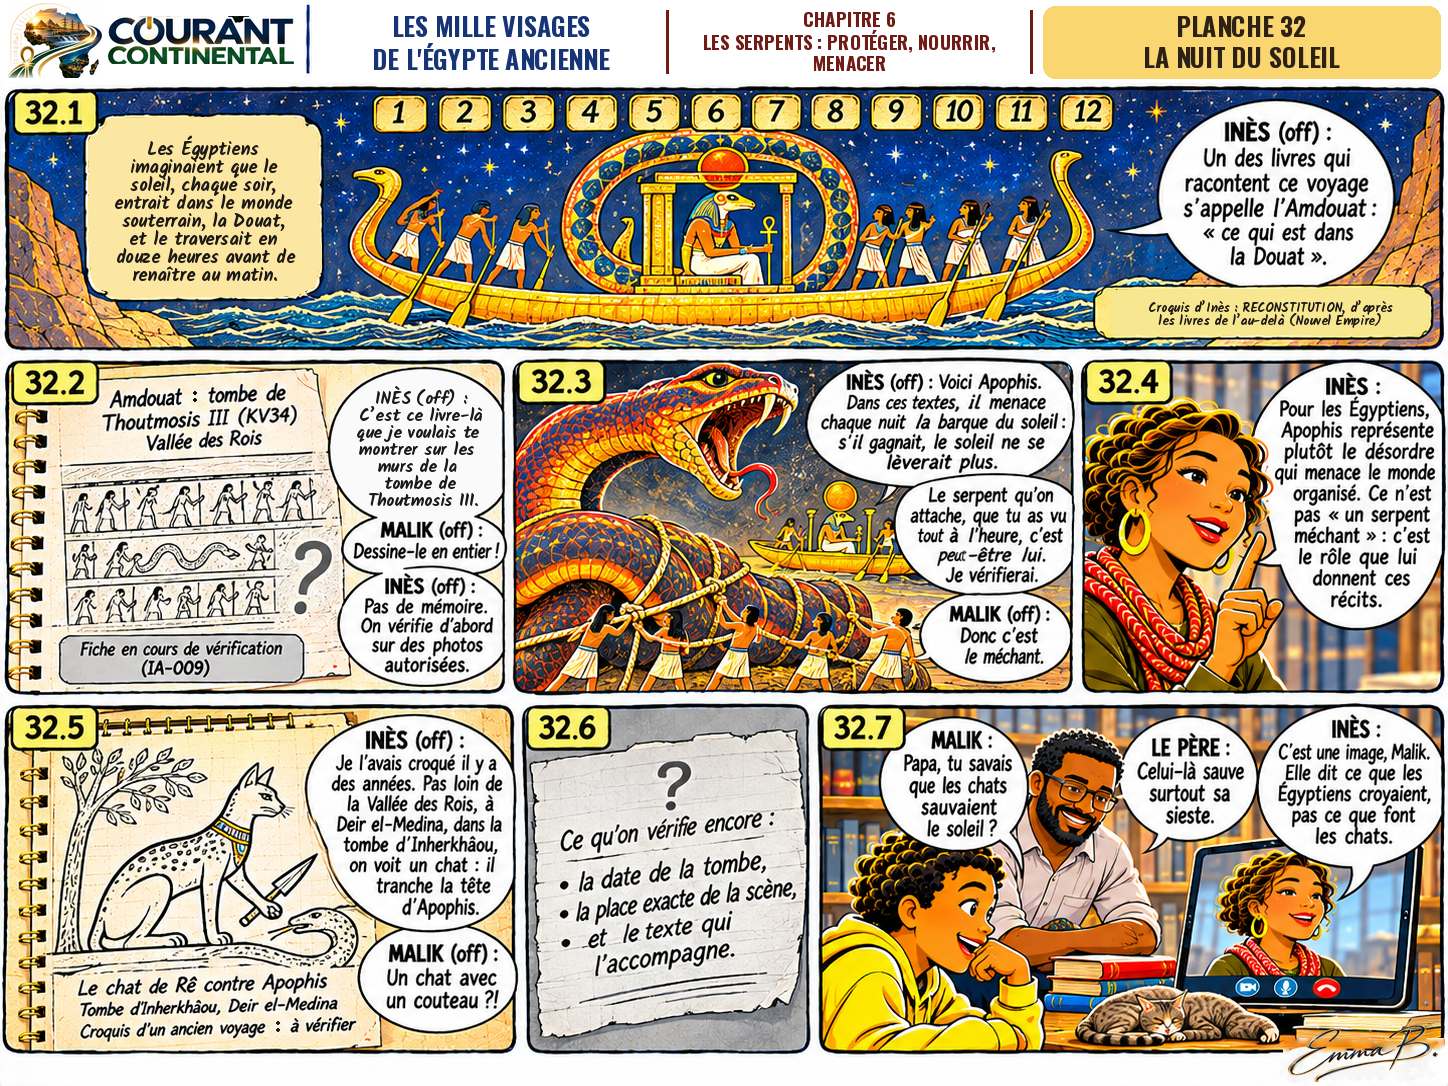 COURANT
CONTINENTAL
LES MILLE VISAGES
DE L'ÉGYPTE ANCIENNE
CHAPITRE 6
LES SERPENTS : PROTÉGER, NOURRIR,
MENACER
PLANCHE 32
LA NUIT DU SOLEIL
32.1
1 2 3 4 5 6 7 8 9 10 11 12
Les Égyptiens
imaginaient que le
soleil, chaque soir,
entrait dans le monde
souterrain, la Douat,
et le traversait en
douze heures avant de
renaître au matin.
INÈS (off) :
Un des livres qui
racontent ce voyage
s'appelle l'Amdouat :
« ce qui est dans
la Douat ».
Croquis d'Inès : RECONSTITUTION, d'après
les livres de l'au-delà (Nouvel Empire)
32.2
Amdouat : tombe de
Thoutmosis III (KV34)
Vallée des Rois
?
Fiche en cours de vérification
(IA-009)
INÈS (off) :
C'est ce livre-là
que je voulais te
montrer sur les
murs de la
tombe de
Thoutmosis III.
MALIK (off) :
Dessine-le en entier !
INÈS (off) :
Pas de mémoire.
On vérifie d'abord
sur des photos
autorisées.
32.3
INÈS (off) : Voici Apophis.
Dans ces textes, il menace
chaque nuit la barque du soleil :
s'il gagnait, le soleil ne se
lèverait plus.
Le serpent qu'on
attache, que tu as vu
tout à l'heure, c'est
peut-être lui.
Je vérifierai.
MALIK (off) :
Donc c'est
le méchant.
32.4
INÈS :
Pour les Égyptiens,
Apophis représente
plutôt le désordre
qui menace le monde
organisé. Ce n'est
pas « un serpent
méchant » : c'est
le rôle que lui
donnent ces
récits.
32.5
INÈS (off) :
Je l'avais croqué il y a
des années. Pas loin de
la Vallée des Rois, à
Deir el-Medina, dans la
tombe d'Inherkhâou,
on voit un chat : il
tranche la tête
d'Apophis.
MALIK (off) :
Un chat avec
un couteau ?!
Le chat de Rê contre Apophis
Tombe d'Inherkhâou, Deir el-Medina
Croquis d'un ancien voyage : à vérifier
32.6
?
Ce qu'on vérifie encore :
• la date de la tombe,
• la place exacte de la scène,
• et le texte qui
l'accompagne.
32.7
MALIK :
Papa, tu savais
que les chats
sauvaient
le soleil ?
LE PÈRE :
Celui-là sauve
surtout sa
sieste.
INÈS :
C'est une image, Malik.
Elle dit ce que les
Égyptiens croyaient,
pas ce que font
les chats.
Emma B.